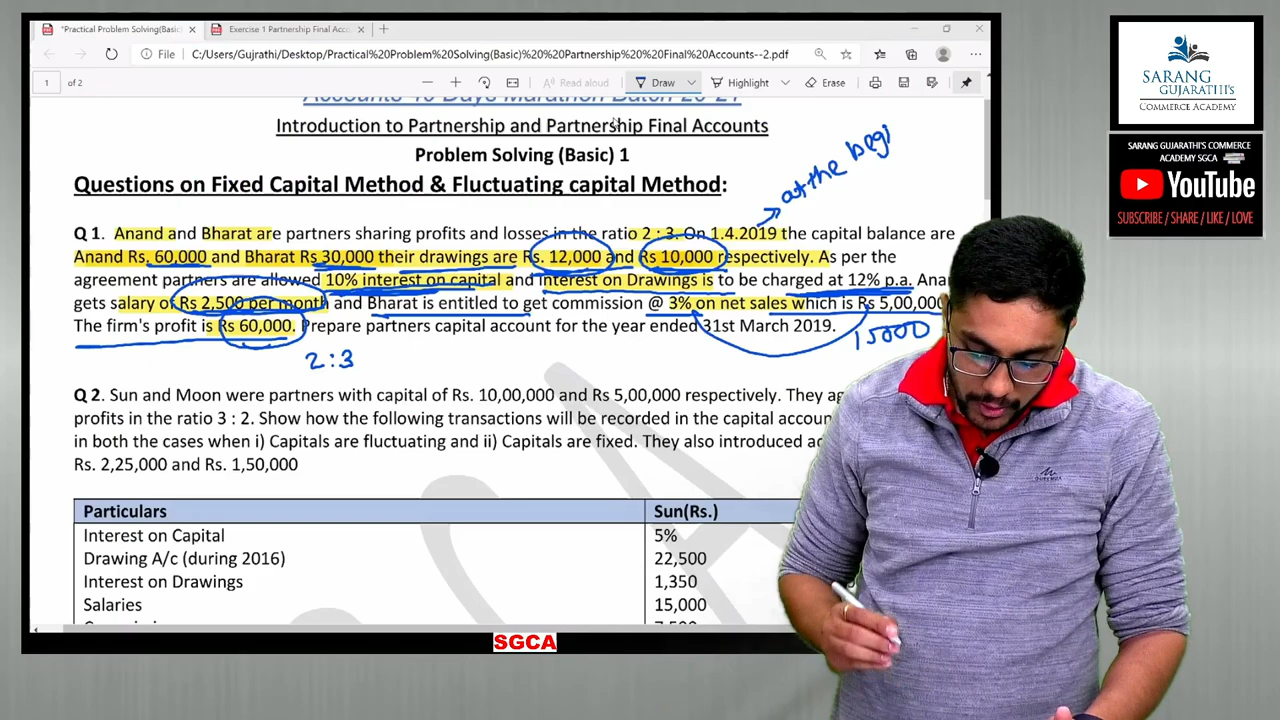 *Practical Problem Solving(Basic
Exercise 1 Partnership Final Acco
File
C:/Users/Gujrathi/Desktop/Practical%20Problem%20Solving(Basic)%20%20Partnership%20%20Final%20Accounts--2.pdf
1 of 2
Read aloud
Draw
Highlight
Erase
Introduction to Partnership and Partnership Final Accounts
at the begi
Problem Solving (Basic) 1
Questions on Fixed Capital Method & Fluctuating capital Method:
Q 1. Anand and Bharat are partners sharing profits and losses in the ratio 2 : 3. On 1.4.2019 the capital balance are
Anand Rs. 60,000 and Bharat Rs 30,000 their drawings are Rs. 12,000 and Rs 10,000 respectively. As per the
agreement partners are allowed 10% interest on capital and interest on Drawings is to be charged at 12% p.a. Anan
gets salary of Rs 2,500 per month and Bharat is entitled to get commission @ 3% on net sales which is Rs 5,00,000
The firm's profit is Rs 60,000. Prepare partners capital account for the year ended 31st March 2019.
15000
2:3
Q 2. Sun and Moon were partners with capital of Rs. 10,00,000 and Rs 5,00,000 respectively. They ag
profits in the ratio 3 : 2. Show how the following transactions will be recorded in the capital accou
in both the cases when i) Capitals are fluctuating and ii) Capitals are fixed. They also introduced ad
Rs. 2,25,000 and Rs. 1,50,000
Particulars Sun(Rs.)
Interest on Capital 5%
Drawing A/c (during 2016) 22,500
Interest on Drawings 1,350
Salaries 15,000
SGCA
SARANG
GUJARATHI'S
COMMERCE ACADEMY
SARANG GUJARATHI'S COMMERCE
ACADEMY SGCA
YouTube
SUBSCRIBE / SHARE / LIKE / LOVE